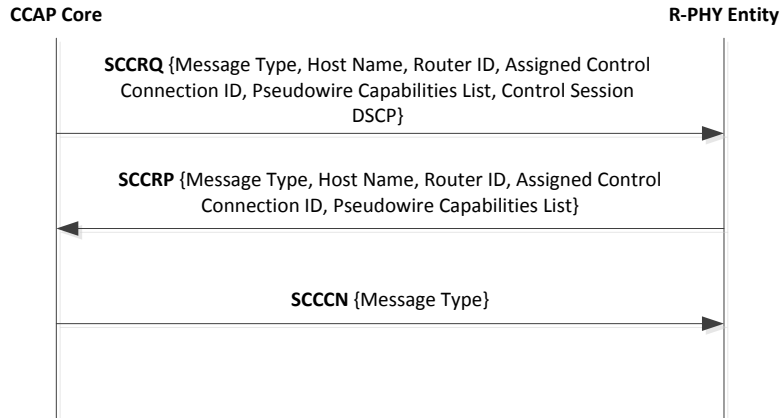 CCAP Core
R-PHY Entity
SCCRQ {Message Type, Host Name, Router ID, Assigned Control
Connection ID, Pseudowire Capabilities List, Control Session
DSCP}
SCCRP {Message Type, Host Name, Router ID, Assigned Control
Connection ID, Pseudowire Capabilities List}
SCCCN {Message Type}